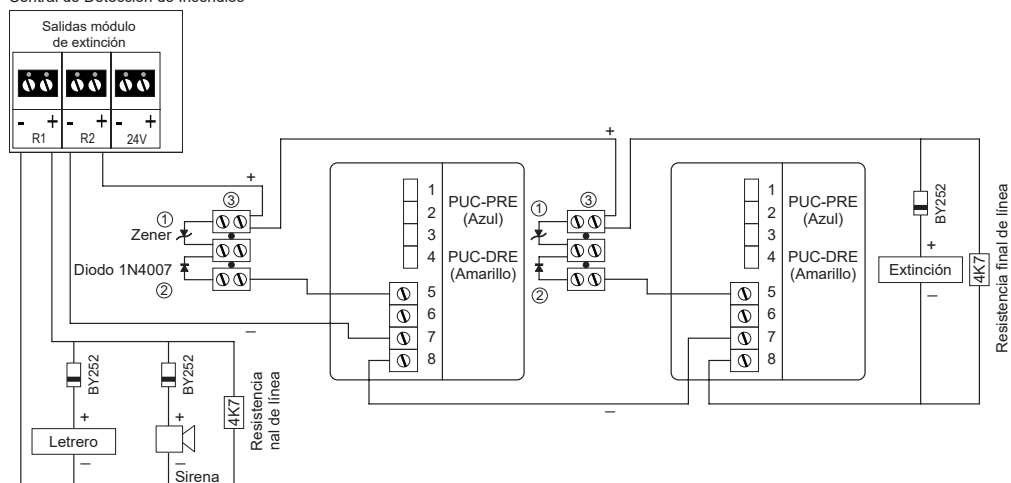 Central de Detección de Incendios
Salidas módulo
de extinción
- + - + - +
R1 R2 24V
+
③
①
Zener
Diodo 1N4007
②
–
1
2
3
4
5
6
7
8
PUC-PRE
(Azul)
PUC-DRE
(Amarillo)
+
③
①
②
–
1
2
3
4
5
6
7
8
PUC-PRE
(Azul)
PUC-DRE
(Amarillo)
BY252
+
Extinción
–
4K7
Resistencia final de línea
BY252
+
Letrero
–
BY252
+
–
Sirena
4K7
Resistencia
nal de línea